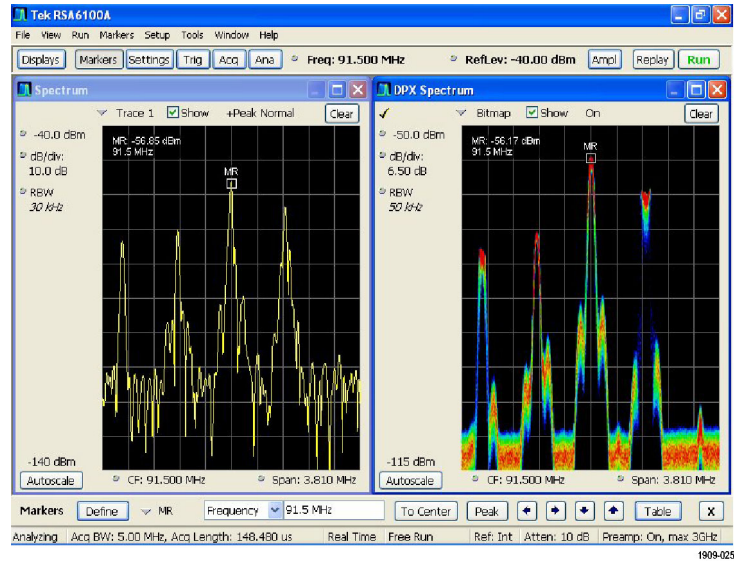 Tek RSA6100A
File View Run Markers Setup Tools Window Help
Displays Markers Settings Trig Acq Ana Freq: 91.500 MHz RefLev: -40.00 dBm Ampl Replay Run
Spectrum
Trace 1 Show +Peak Normal Clear
-40.0 dBm
dB/div:
10.0 dB
RBW
30 kHz
MR: -56.85 dBm
91.5 MHz
MR
-140 dBm
Autoscale CF: 91.500 MHz Span: 3.810 MHz
DPX Spectrum
Bitmap Show On Clear
-50.0 dBm
dB/div:
6.50 dB
RBW
50 kHz
MR: -56.17 dBm
91.5 MHz
MR
-115 dBm
Autoscale CF: 91.500 MHz Span: 3.810 MHz
Markers Define MR Frequency 91.5 MHz To Center Peak Table X
Analyzing Acq BW: 5.00 MHz, Acq Length: 148.480 us Real Time Free Run Ref: Int Atten: 10 dB Preamp: On, max 3GHz
1909-025